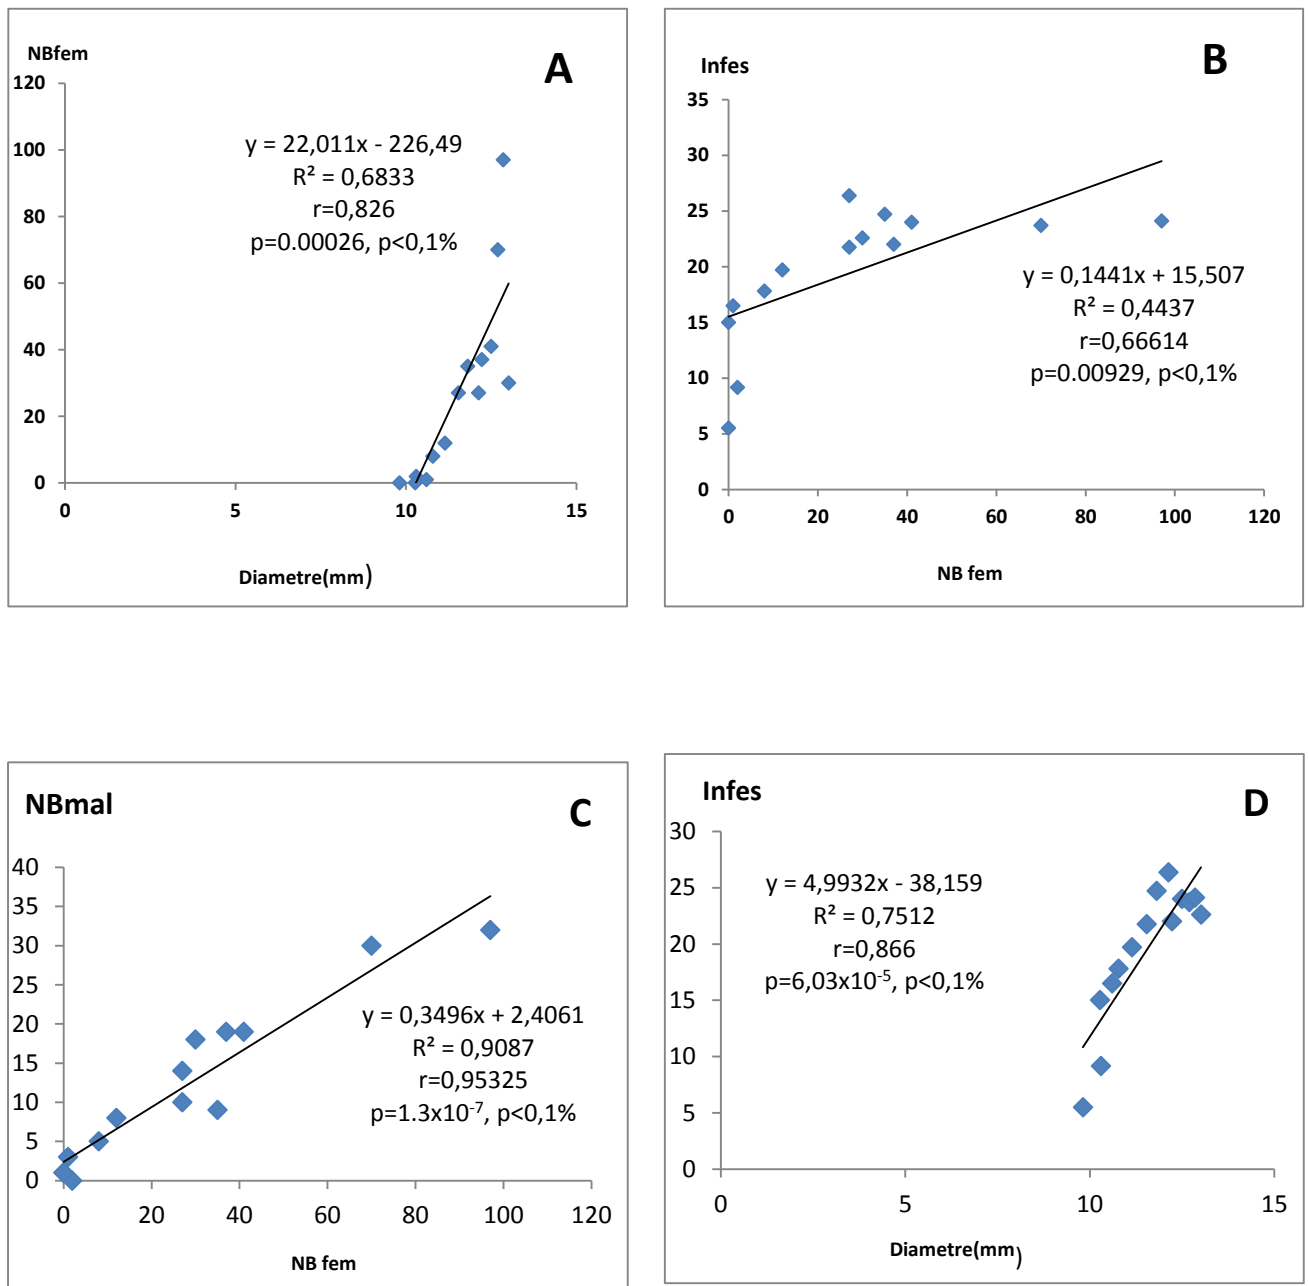 NBfem
A
120
100
80
60
40
20
0
y = 22,011x - 226,49
R² = 0,6833
r=0,826
p=0.00026, p<0,1%
0 5 10 15
Diametre(mm)
Infes
B
35
30
25
20
15
10
5
0
y = 0,1441x + 15,507
R² = 0,4437
r=0,66614
p=0.00929, p<0,1%
0 20 40 60 80 100 120
NB fem
NBmal
C
40
35
30
25
20
15
10
5
0
y = 0,3496x + 2,4061
R² = 0,9087
r=0,95325
p=1.3x10⁻⁷, p<0,1%
0 20 40 60 80 100 120
NB fem
Infes
D
30
25
20
15
10
5
0
y = 4,9932x - 38,159
R² = 0,7512
r=0,866
p=6,03x10⁻⁵, p<0,1%
0 5 10 15
Diametre(mm)